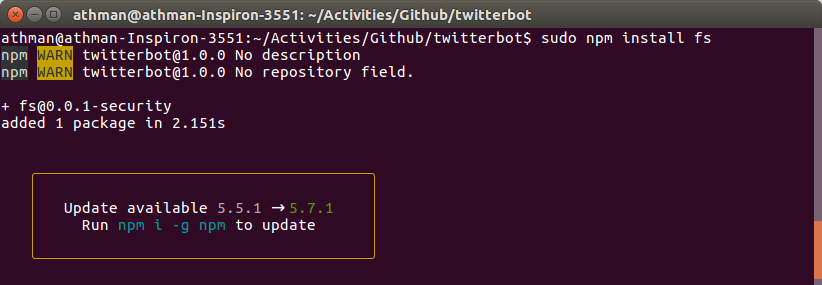 athman@athman-Inspiron-3551: ~/Activities/Github/twitterbot
athman@athman-Inspiron-3551:~/Activities/Github/twitterbot$ sudo npm install fs
npm WARN twitterbot@1.0.0 No description
npm WARN twitterbot@1.0.0 No repository field.
+ fs@0.0.1-security
added 1 package in 2.151s
Update available 5.5.1 → 5.7.1
Run npm i -g npm to update